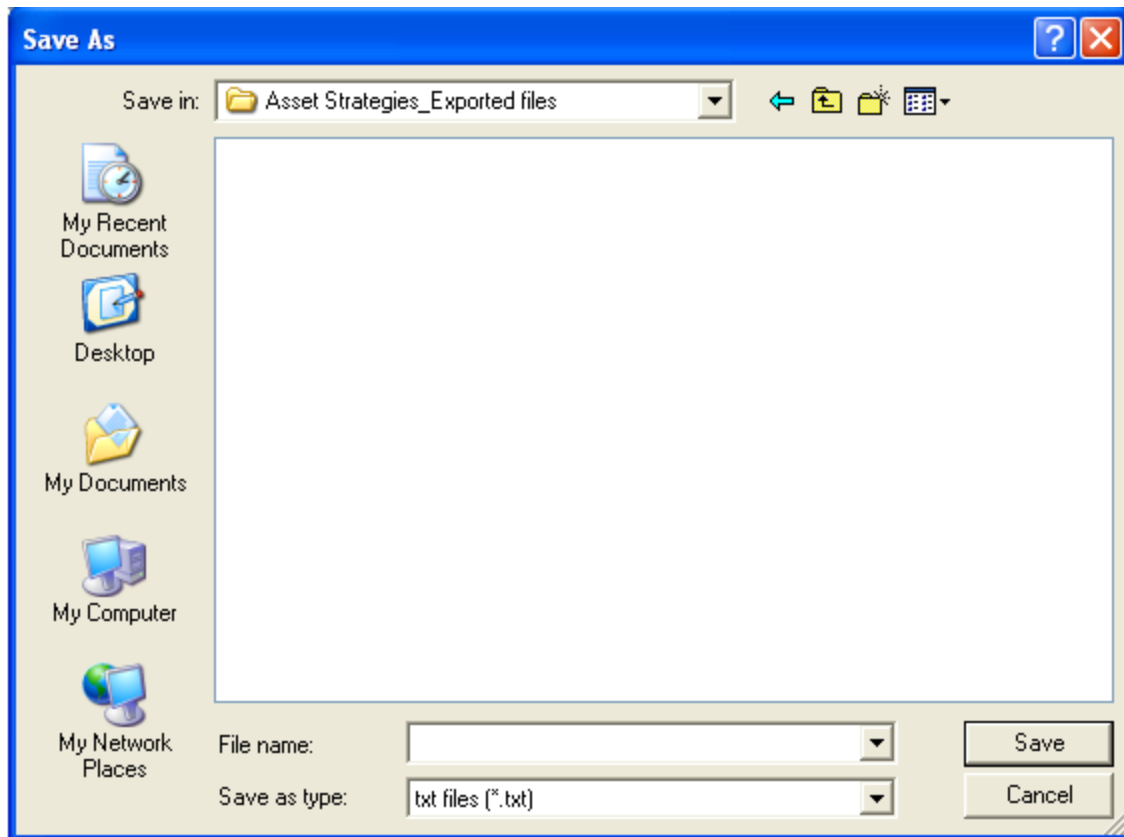 Save As
Save in:
Asset Strategies_Exported files
My Recent
Documents
Desktop
My Documents
My Computer
My Network
Places
File name:
Save
Save as type:
txt files (*.txt)
Cancel